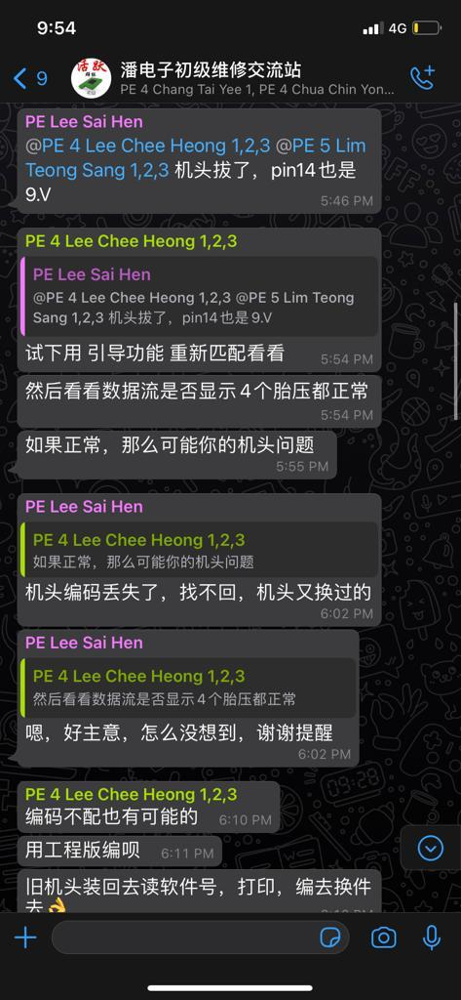 9:54
4G
9
活跃
潘电子初级维修交流站
PE 4 Chang Tai Yee 1, PE 4 Chua Chin Yon...
PE Lee Sai Hen
@PE 4 Lee Chee Heong 1,2,3 @PE 5 Lim
Teong Sang 1,2,3 机头拔了，pin14也是
9.V
5:46 PM
PE 4 Lee Chee Heong 1,2,3
PE Lee Sai Hen
@PE 4 Lee Chee Heong 1,2,3 @PE 5 Lim Teong
Sang 1,2,3 机头拔了，pin14也是9.V
试下用 引导功能 重新匹配看看
5:54 PM
然后看看数据流是否显示４个胎压都正常
5:54 PM
如果正常，那么可能你的机头问题
5:55 PM
PE Lee Sai Hen
PE 4 Lee Chee Heong 1,2,3
如果正常，那么可能你的机头问题
机头编码丢失了，找不回，机头又换过的
6:02 PM
PE Lee Sai Hen
PE 4 Lee Chee Heong 1,2,3
然后看看数据流是否显示４个胎压都正常
嗯，好主意，怎么没想到，谢谢提醒
6:02 PM
PE 4 Lee Chee Heong 1,2,3
编码不配也有可能的
6:10 PM
用工程版编呗
6:11 PM
旧机头装回去读软件号，打印，编去换件
去👌